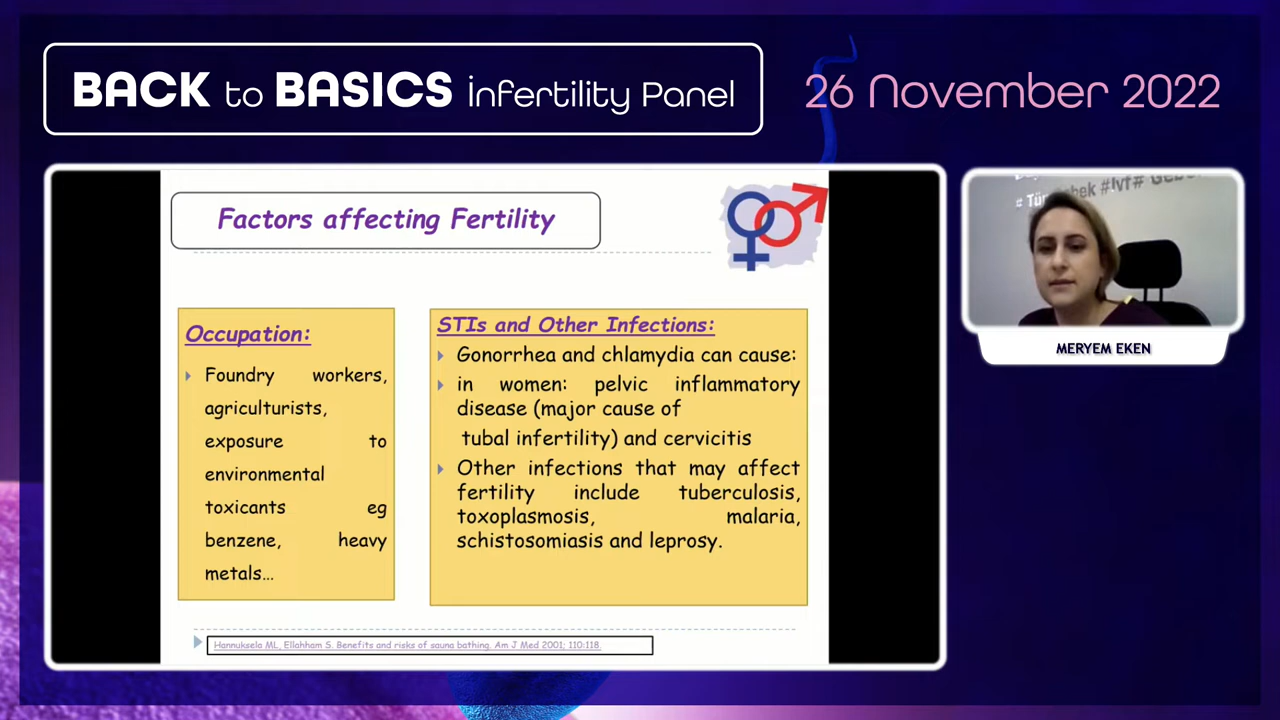 BACK to BASICS İnfertility Panel
26 November 2022
Factors affecting Fertility
Occupation:
Foundry workers,
agriculturists,
exposure to
environmental
toxicants eg
benzene, heavy
metals…
STIs and Other Infections:
Gonorrhea and chlamydia can cause:
in women: pelvic inflammatory
disease (major cause of
tubal infertility) and cervicitis
Other infections that may affect
fertility include tuberculosis,
toxoplasmosis, malaria,
schistosomiasis and leprosy.
Hannuksela ML, Ellahham S. Benefits and risks of sauna bathing. Am J Med 2001; 110:118.
MERYEM EKEN